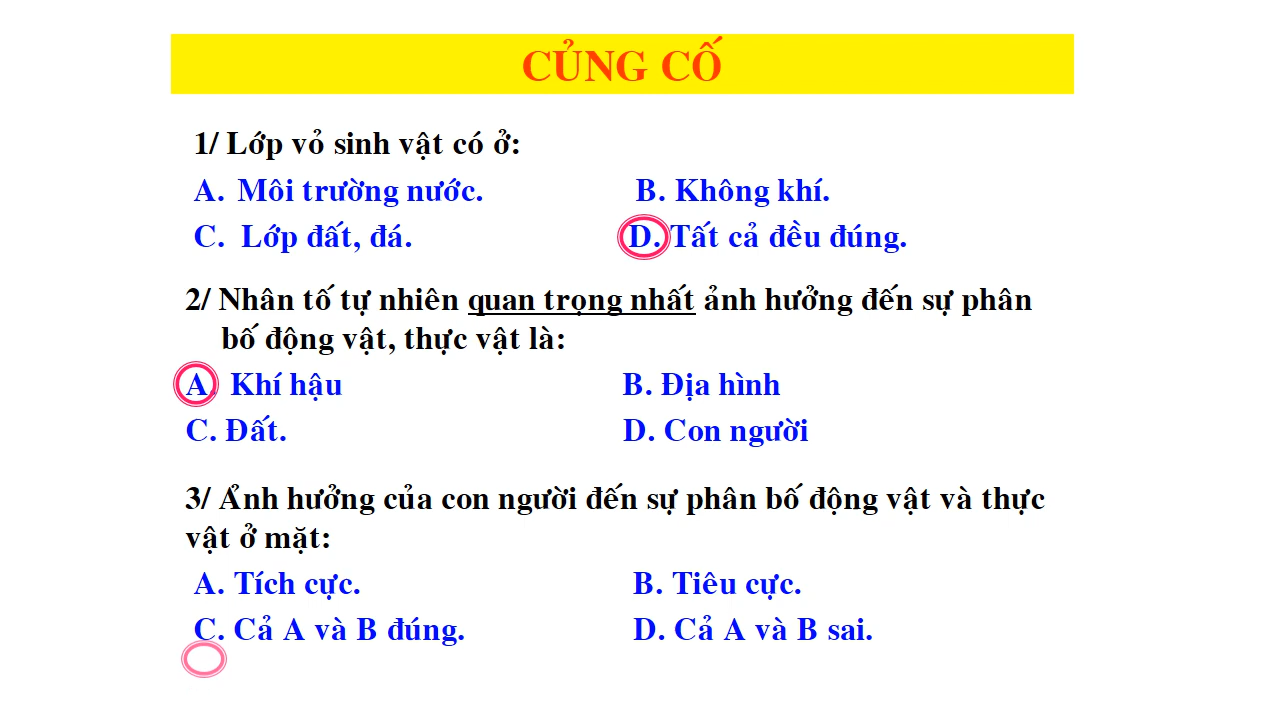 CỦNG CỐ
1/ Lớp vỏ sinh vật có ở:
A. Môi trường nước. B. Không khí.
C. Lớp đất, đá. D. Tất cả đều đúng.
2/ Nhân tố tự nhiên quan trọng nhất ảnh hưởng đến sự phân
bố động vật, thực vật là:
A. Khí hậu B. Địa hình
C. Đất. D. Con người
3/ Ảnh hưởng của con người đến sự phân bố động vật và thực
vật ở mặt:
A. Tích cực. B. Tiêu cực.
C. Cả A và B đúng. D. Cả A và B sai.